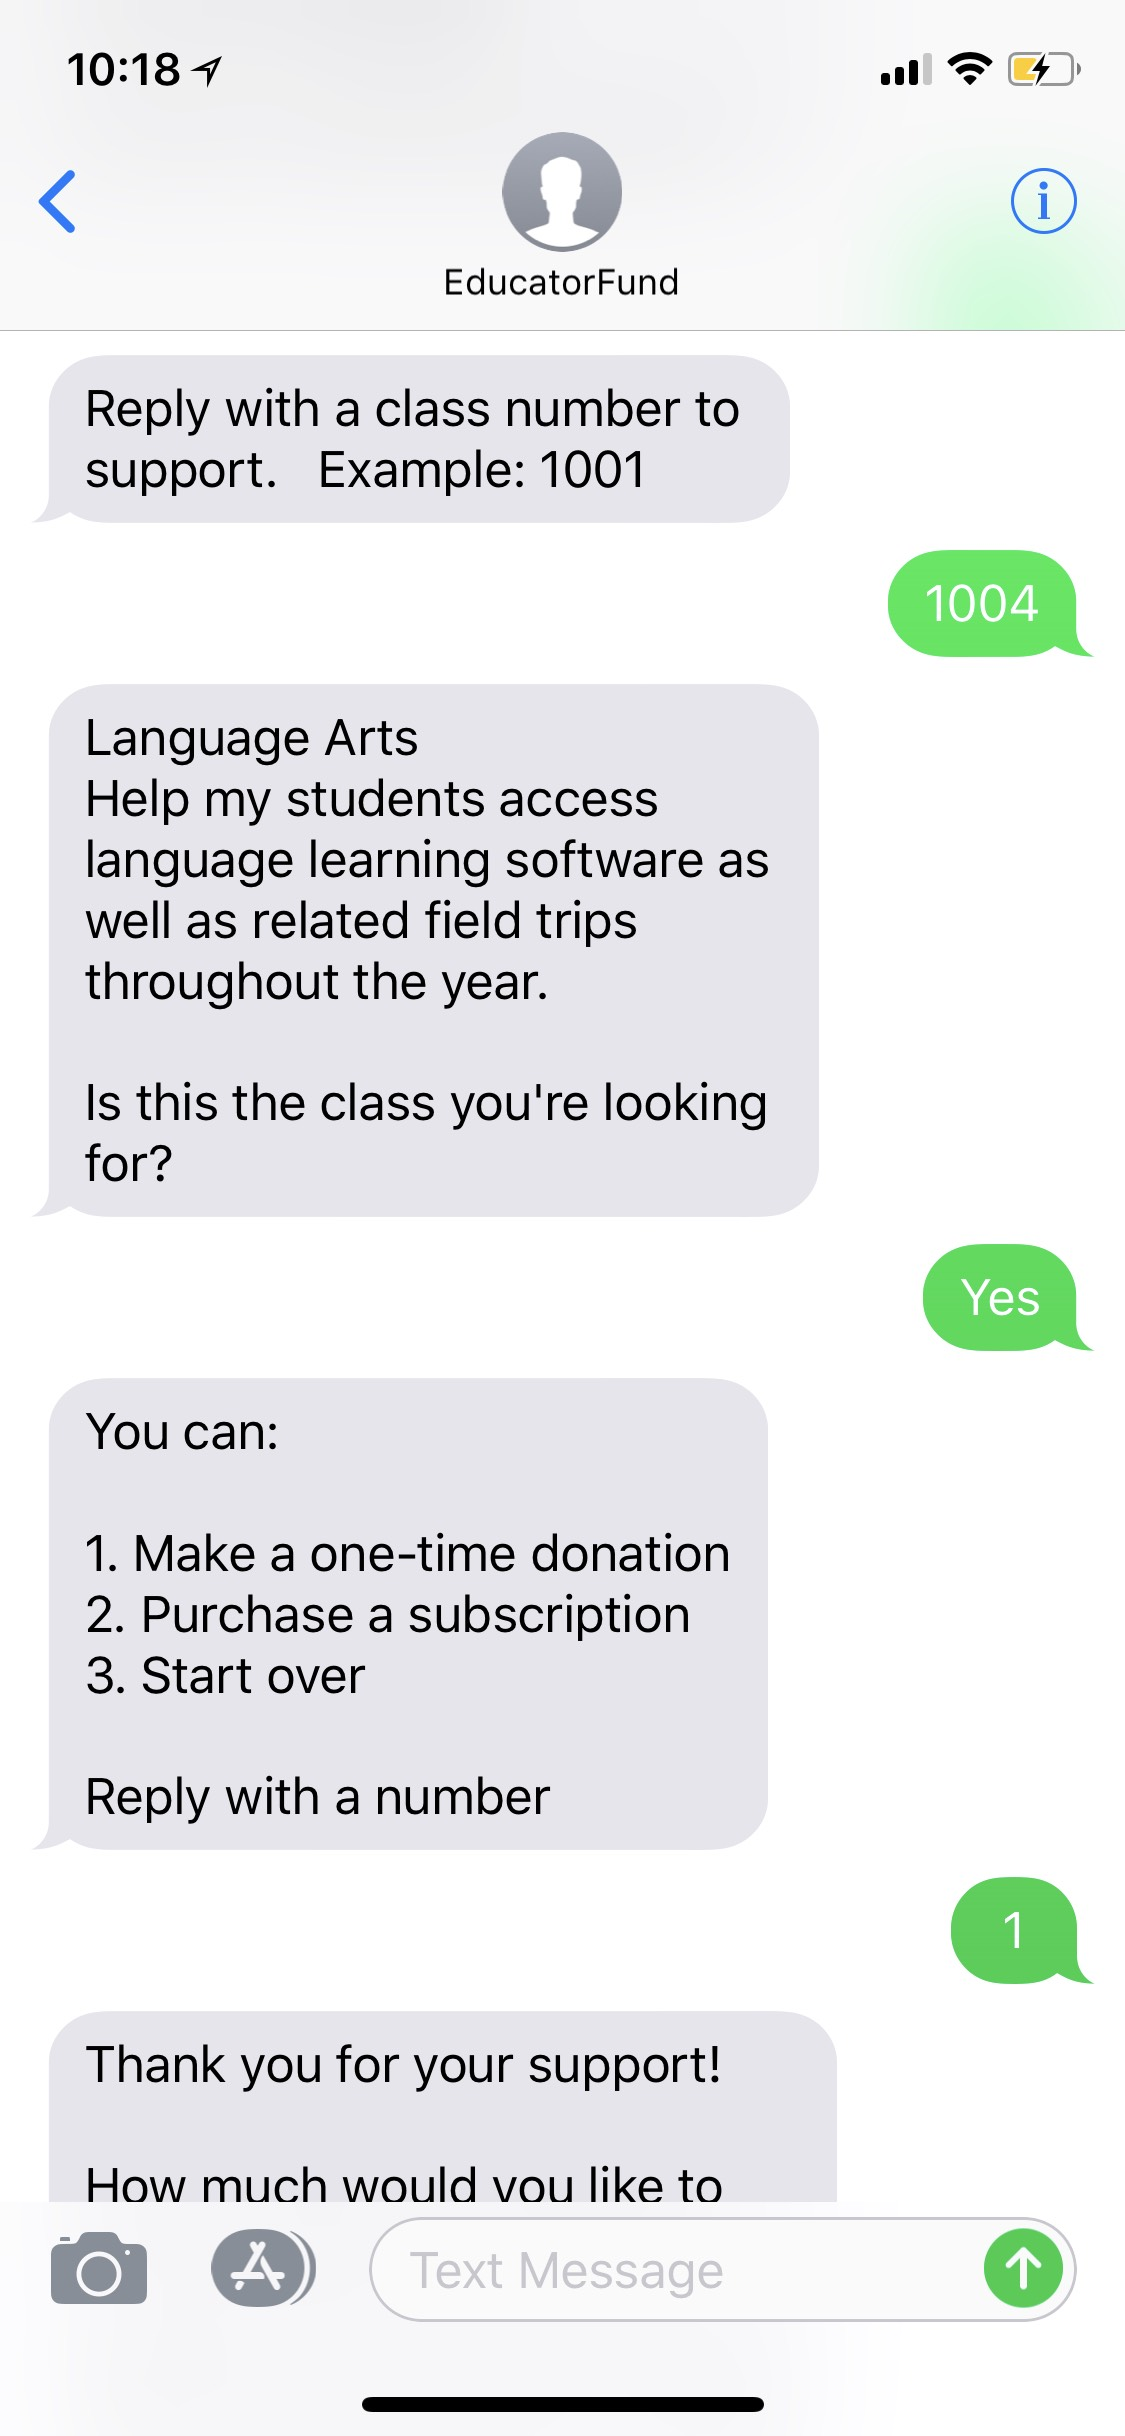 10:18
EducatorFund
Reply with a class number to
support.   Example: 1001
1004
Language Arts
Help my students access
language learning software as
well as related field trips
throughout the year.
Is this the class you're looking
for?
Yes
You can:
1. Make a one-time donation
2. Purchase a subscription
3. Start over
Reply with a number
1
Thank you for your support!
How much would you like to
Text Message